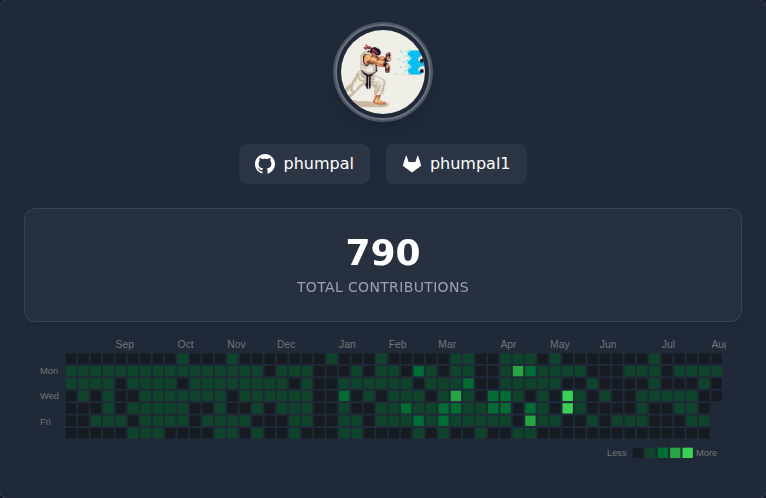 phumpal phumpal1
790
TOTAL CONTRIBUTIONS
Sep Oct Nov Dec Jan Feb Mar Apr May Jun Jul Aug
Mon
Wed
Fri
Less More